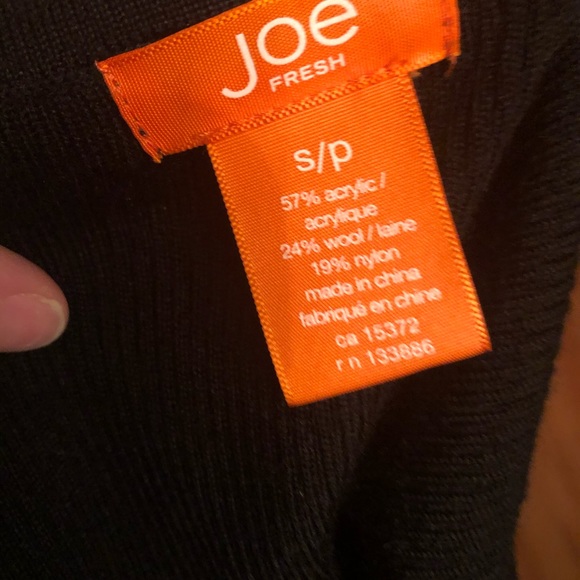 Joe
FRESH
s/p
57% acrylic /
acrylique
24% wool / laine
19% nylon
made in china
fabriqué en chine
ca 15372
rn 133886